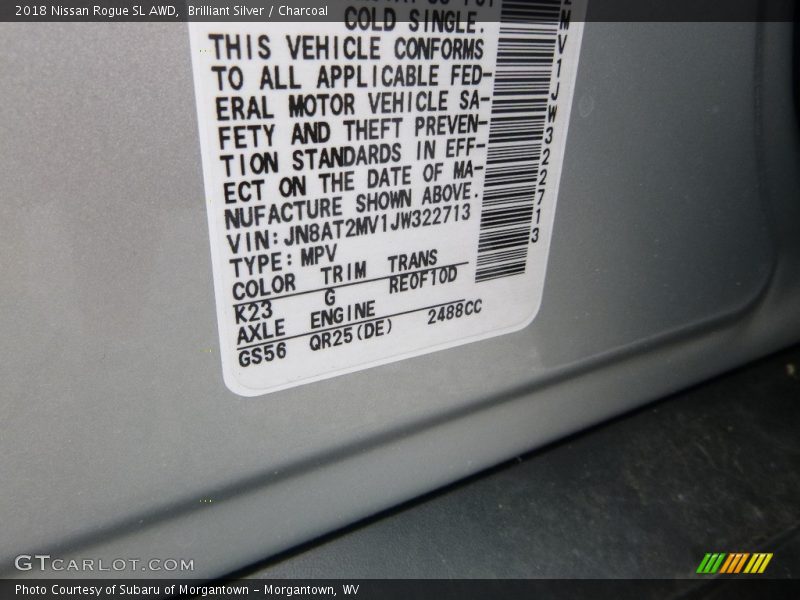 2018 Nissan Rogue SL AWD, Brilliant Silver / Charcoal
COLD SINGLE.
THIS VEHICLE CONFORMS
TO ALL APPLICABLE FED-
ERAL MOTOR VEHICLE SA-
FETY AND THEFT PREVEN-
TION STANDARDS IN EFF-
ECT ON THE DATE OF MA-
NUFACTURE SHOWN ABOVE.
VIN:JN8AT2MV1JW322713
TYPE:MPV
COLOR TRIM TRANS
K23 G RE0F10D
AXLE ENGINE
GS56 QR25(DE) 2488CC
MV1JW322713
GTCARLOT.COM
Photo Courtesy of Subaru of Morgantown - Morgantown, WV